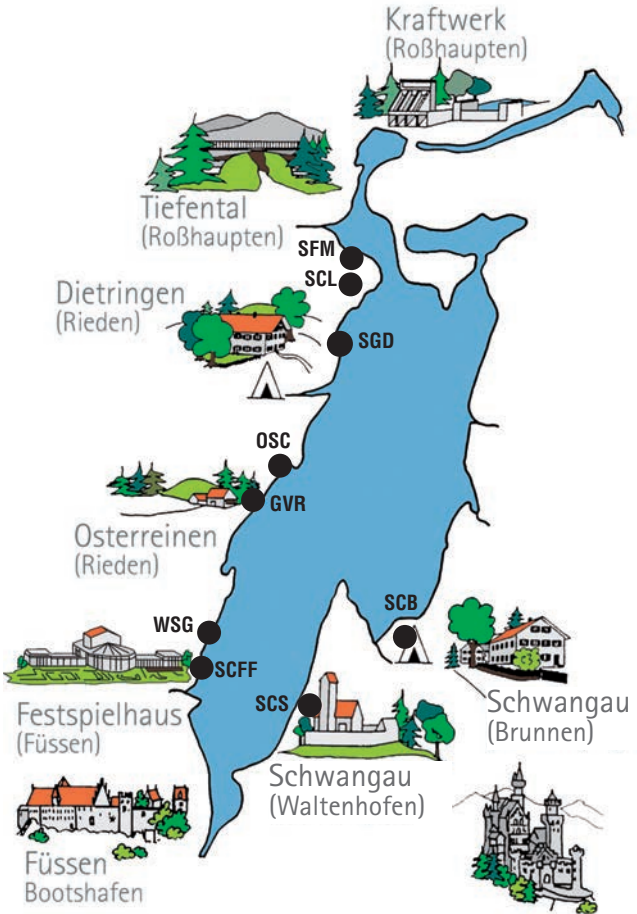 Kraftwerk
(Roßhaupten)
Tiefental
(Roßhaupten)
SFM
SCL
Dietringen
(Rieden)
SGD
OSC
GVR
Osterreinen
(Rieden)
WSG
SCB
SCFF
SCS
Festspielhaus
(Füssen)
Schwangau
(Brunnen)
Schwangau
(Waltenhofen)
Füssen
Bootshafen